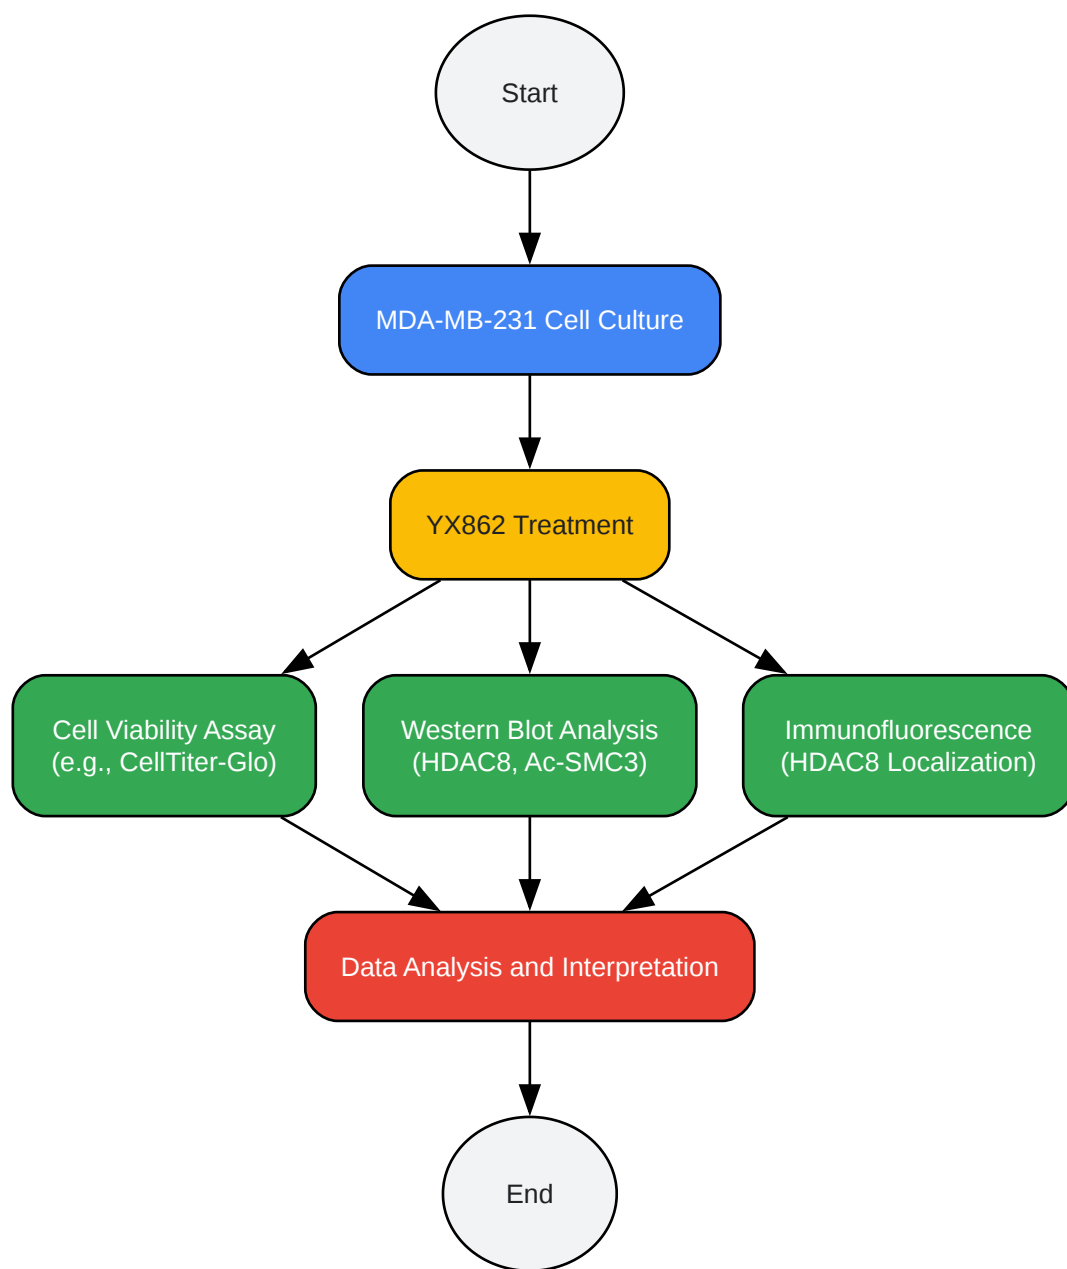 Start
MDA-MB-231 Cell Culture
YX862 Treatment
Cell Viability Assay
(e.g., CellTiter-Glo)
Western Blot Analysis
(HDAC8, Ac-SMC3)
Immunofluorescence
(HDAC8 Localization)
Data Analysis and Interpretation
End